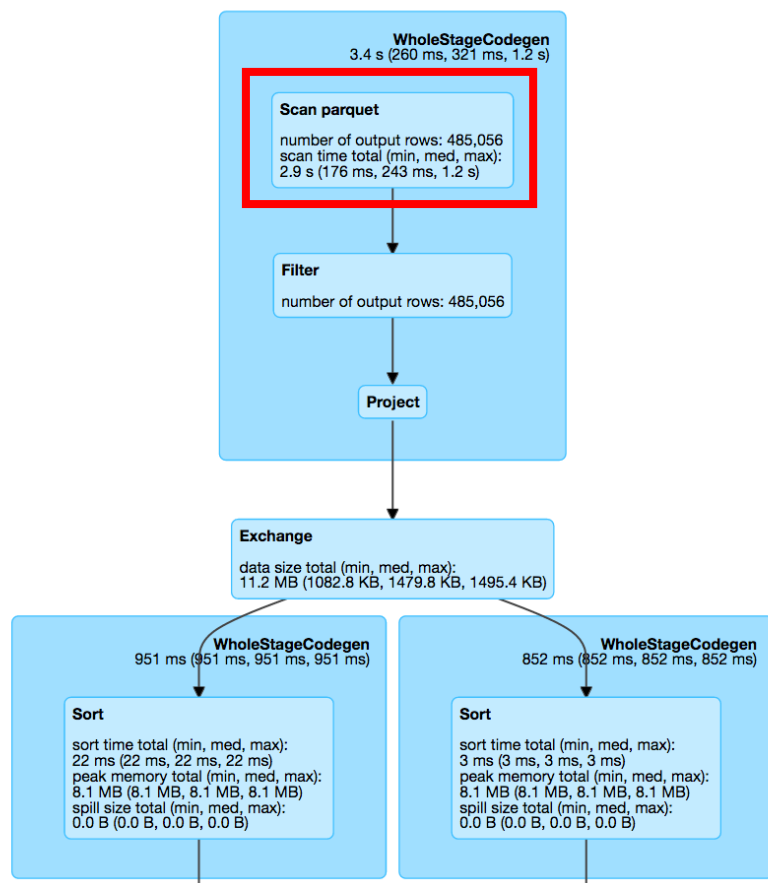 WholeStageCodegen
3.4 s (260 ms, 321 ms, 1.2 s)
Scan parquet
number of output rows: 485,056
scan time total (min, med, max):
2.9 s (176 ms, 243 ms, 1.2 s)
Filter
number of output rows: 485,056
Project
Exchange
data size total (min, med, max):
11.2 MB (1082.8 KB, 1479.8 KB, 1495.4 KB)
WholeStageCodegen
951 ms (951 ms, 951 ms, 951 ms)
Sort
sort time total (min, med, max):
22 ms (22 ms, 22 ms, 22 ms)
peak memory total (min, med, max):
8.1 MB (8.1 MB, 8.1 MB, 8.1 MB)
spill size total (min, med, max):
0.0 B (0.0 B, 0.0 B, 0.0 B)
WholeStageCodegen
852 ms (852 ms, 852 ms, 852 ms)
Sort
sort time total (min, med, max):
3 ms (3 ms, 3 ms, 3 ms)
peak memory total (min, med, max):
8.1 MB (8.1 MB, 8.1 MB, 8.1 MB)
spill size total (min, med, max):
0.0 B (0.0 B, 0.0 B, 0.0 B)